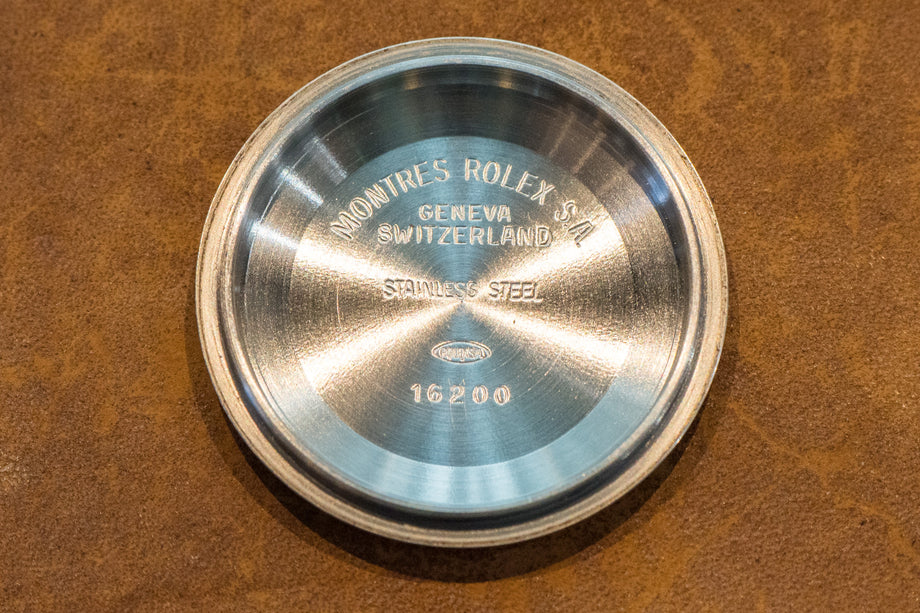 MONTRES ROLEX S.A.
GENEVA
SWITZERLAND
STAINLESS STEEL
16200